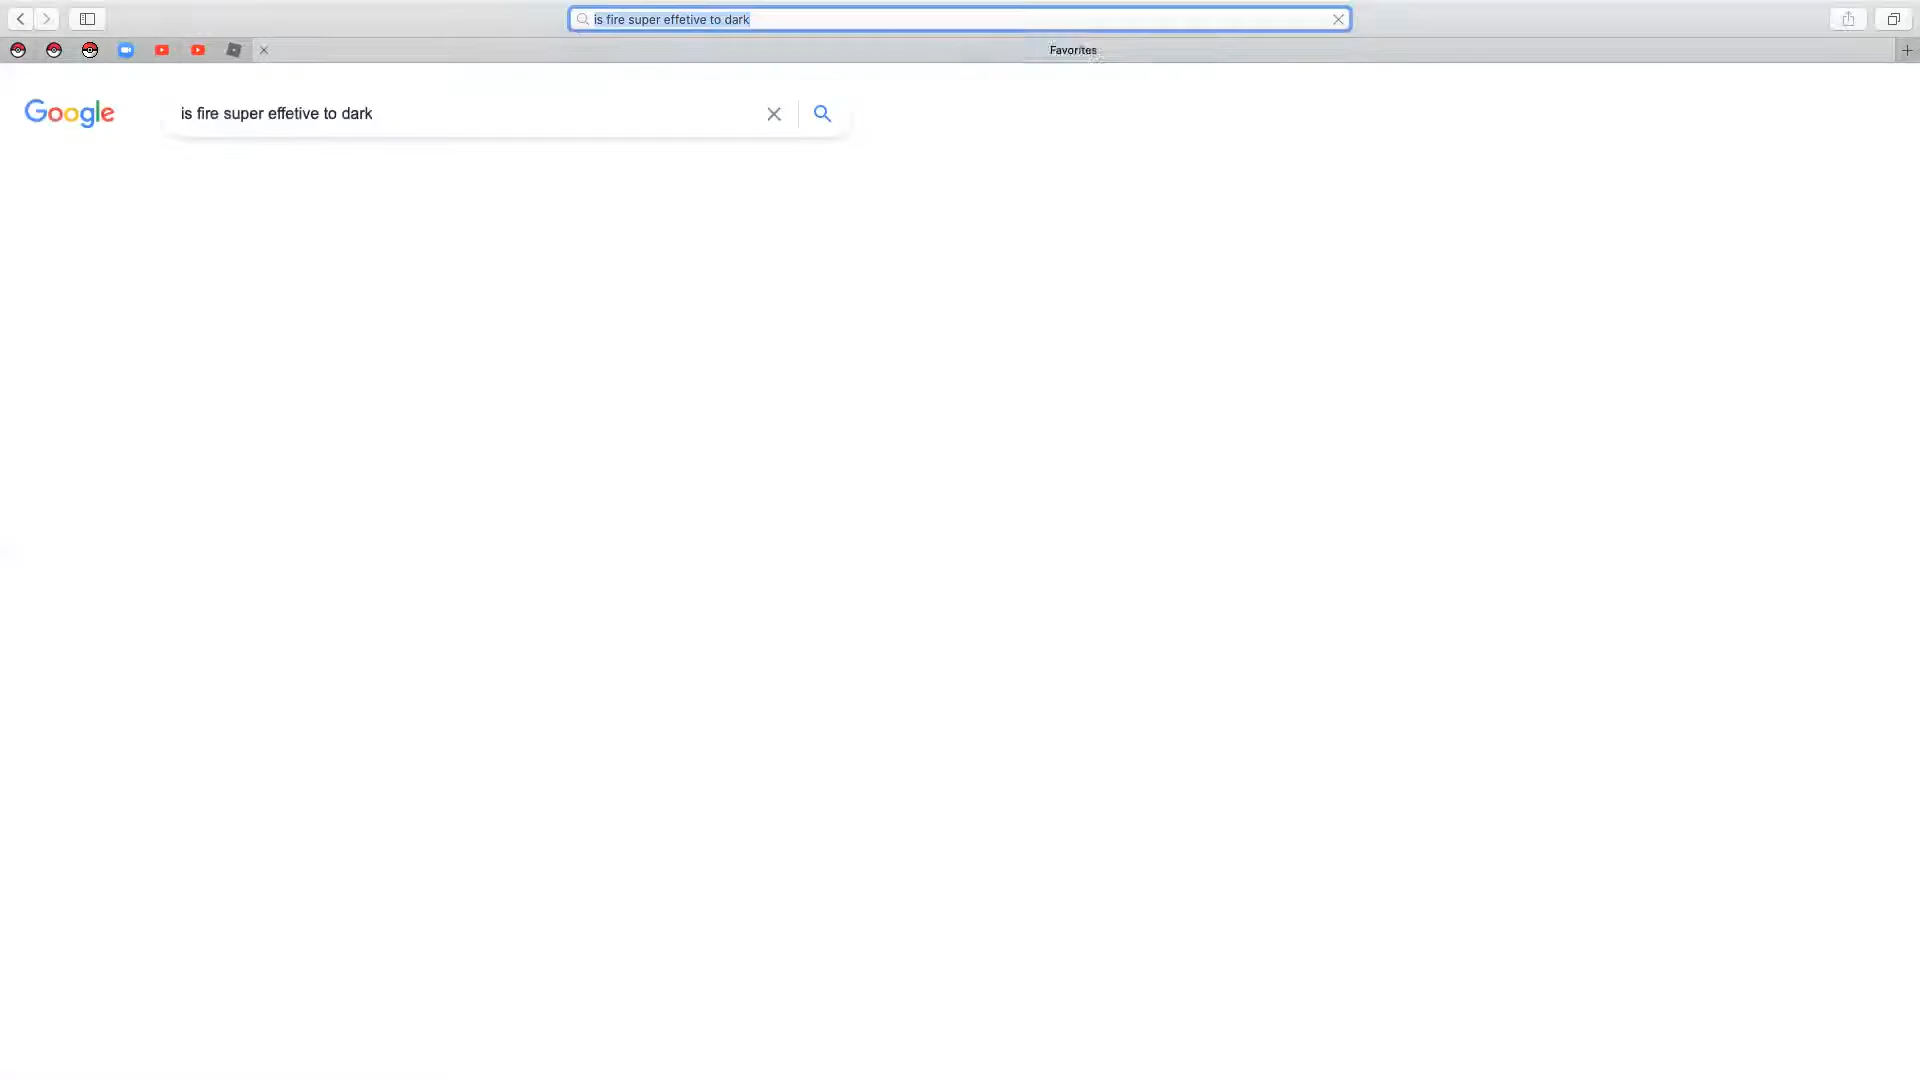 is fire super effetive to dark
Favorites
Google
is fire super effetive to dark